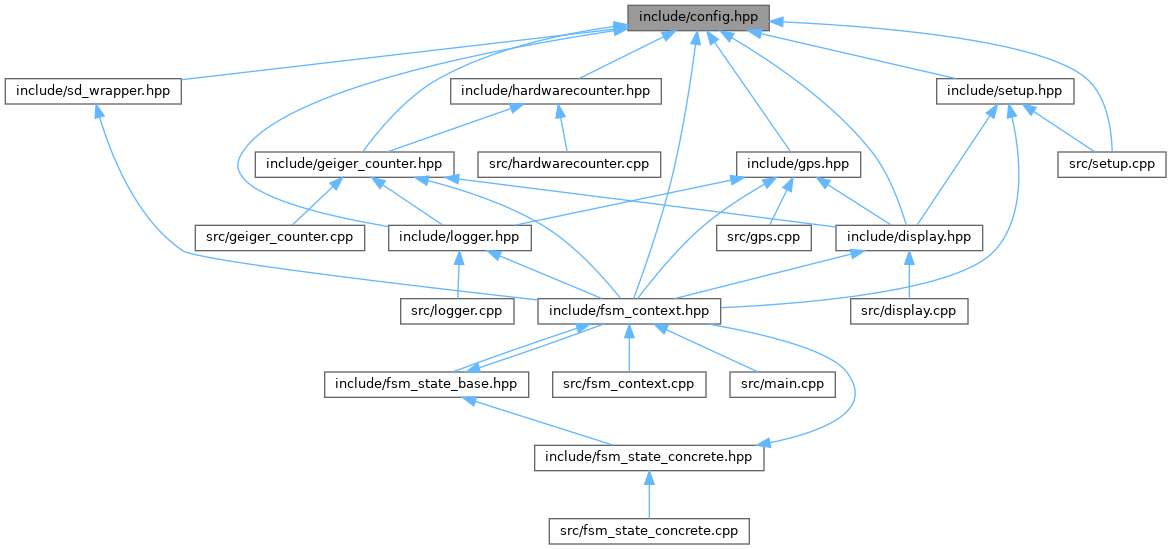 include/config.hpp
include/sd_wrapper.hpp
include/hardwarecounter.hpp
include/setup.hpp
include/geiger_counter.hpp
src/hardwarecounter.cpp
include/gps.hpp
src/setup.cpp
src/geiger_counter.cpp
include/logger.hpp
src/gps.cpp
include/display.hpp
src/logger.cpp
include/fsm_context.hpp
src/display.cpp
include/fsm_state_base.hpp
src/fsm_context.cpp
src/main.cpp
include/fsm_state_concrete.hpp
src/fsm_state_concrete.cpp